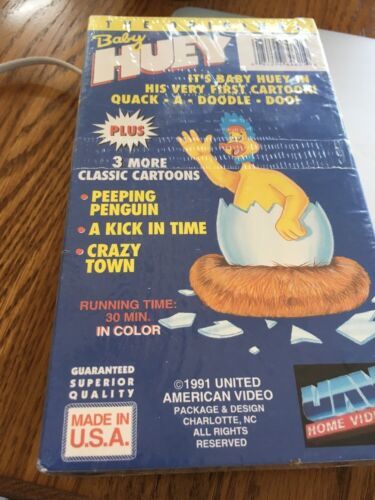 Baby
HUEY
IT'S BABY HUEY IN
HIS VERY FIRST CARTOON!
QUACK - A - DOODLE - DOO!
PLUS
3 MORE
CLASSIC CARTOONS
• PEEPING
PENGUIN
• A KICK IN TIME
• CRAZY
TOWN
RUNNING TIME:
30 MIN.
IN COLOR
GUARANTEED
SUPERIOR
QUALITY
MADE IN
U.S.A.
©1991 UNITED
AMERICAN VIDEO
PACKAGE & DESIGN
CHARLOTTE, NC
ALL RIGHTS
RESERVED
UAV
HOME VIDEO